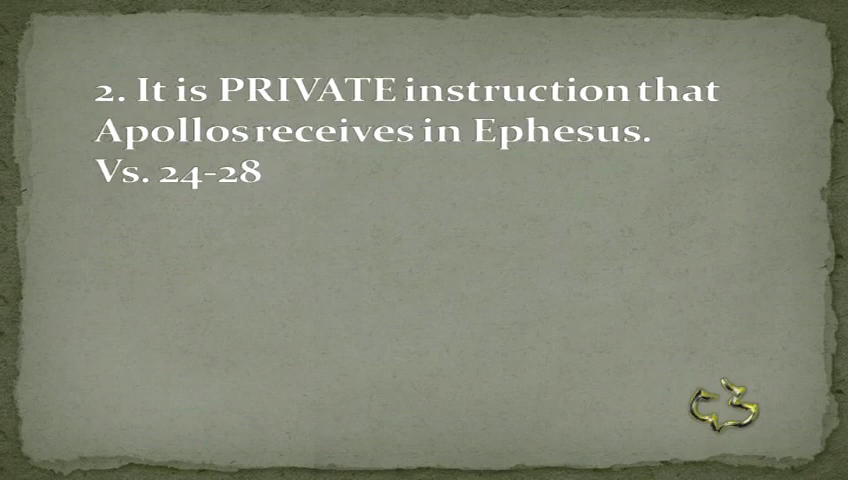 2. It is PRIVATE instruction that
Apollos receives in Ephesus.
Vs. 24-28